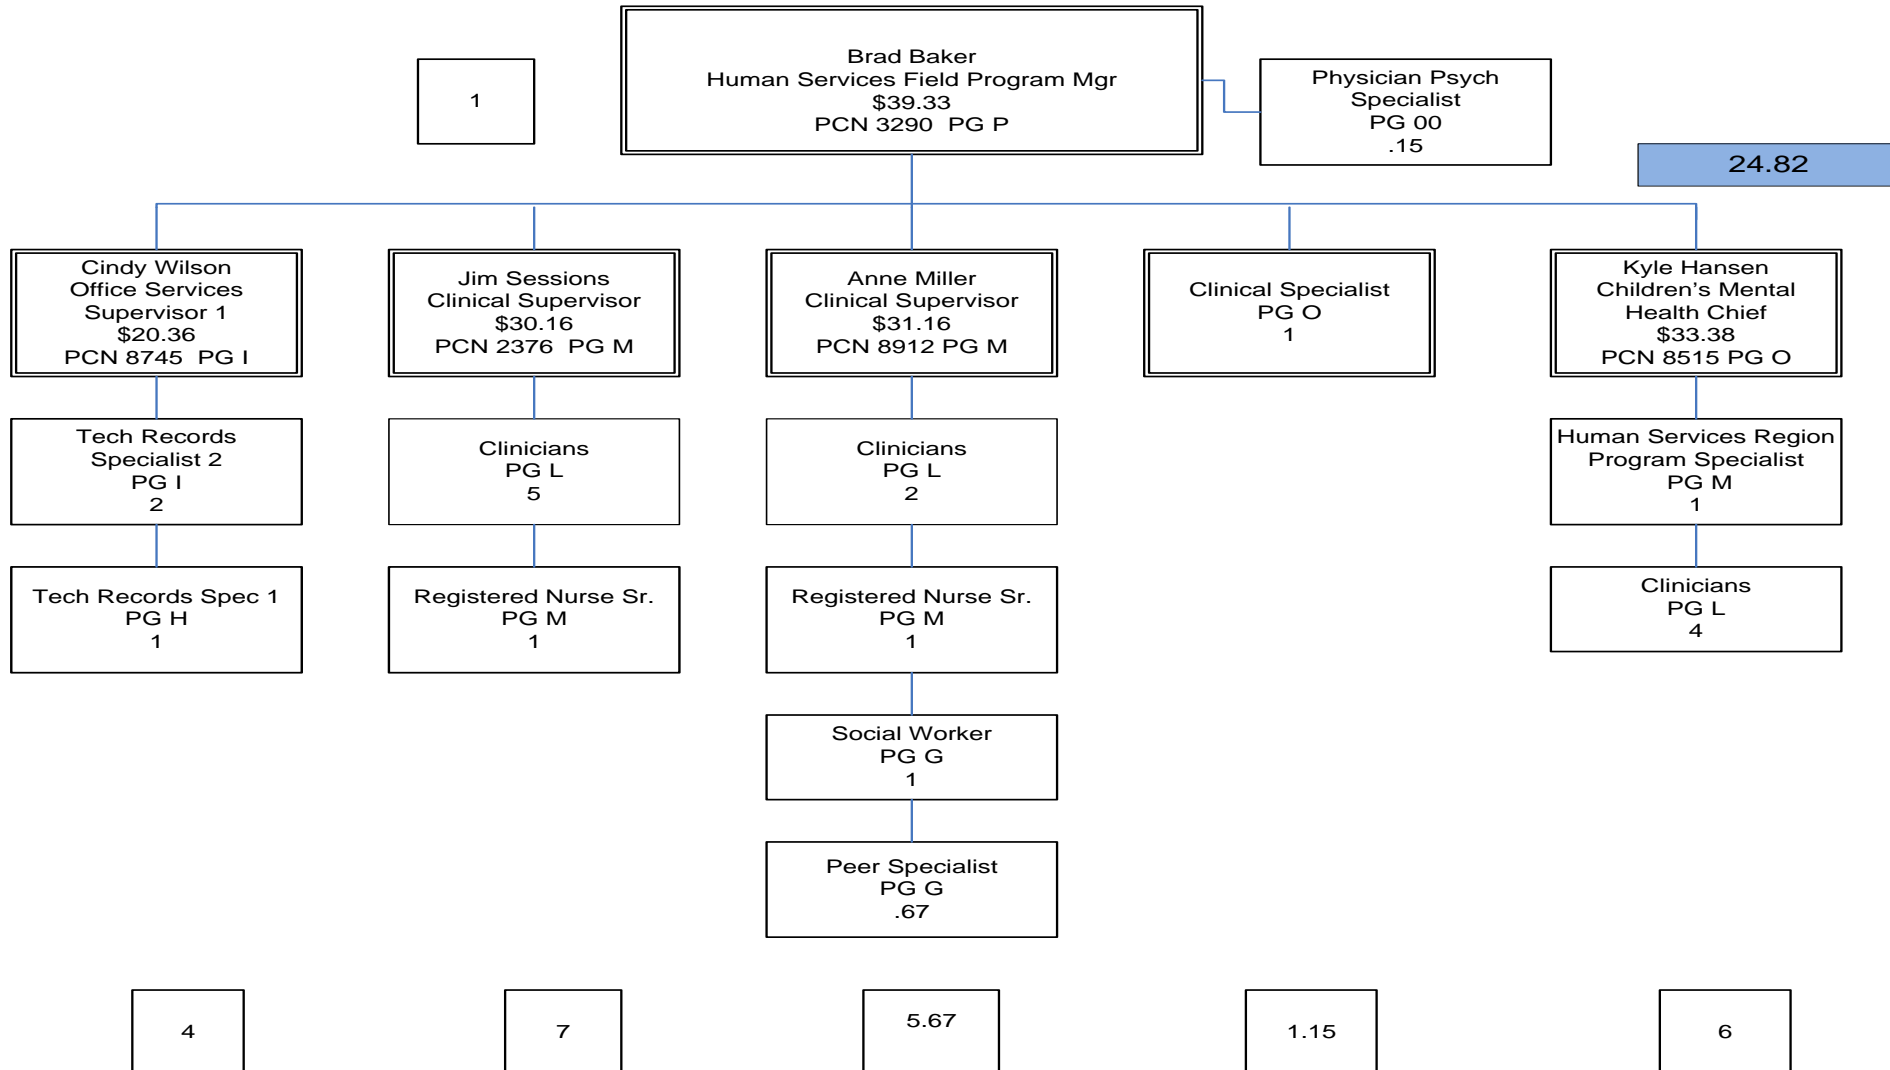 1
Brad Baker
Human Services Field Program Mgr
$39.33
PCN 3290  PG P
Physician Psych
Specialist
PG 00
.15
24.82
Cindy Wilson
Office Services
Supervisor 1
$20.36
PCN 8745  PG I
Jim Sessions
Clinical Supervisor
$30.16
PCN 2376  PG M
Anne Miller
Clinical Supervisor
$31.16
PCN 8912 PG M
Clinical Specialist
PG O
1
Kyle Hansen
Children’s Mental
Health Chief
$33.38
PCN 8515 PG O
Tech Records
Specialist 2
PG I
2
Clinicians
PG L
5
Clinicians
PG L
2
Human Services Region
Program Specialist
PG M
1
Tech Records Spec 1
PG H
1
Registered Nurse Sr.
PG M
1
Registered Nurse Sr.
PG M
1
Clinicians
PG L
4
Social Worker
PG G
1
Peer Specialist
PG G
.67
4
7
5.67
1.15
6